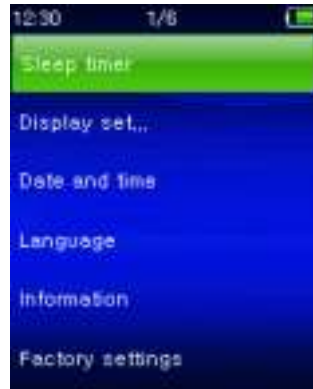 12:30 1/6
Sleep timer
Display set...
Date and time
Language
Information
Factory settings